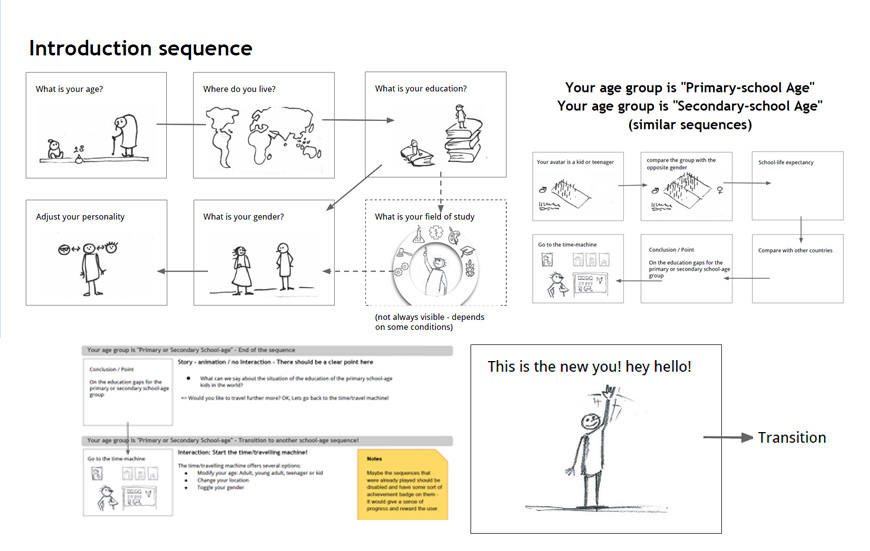 Introduction sequence
What is your age?
Where do you live?
What is your education?
28
Adjust your personality
What is your gender?
What is your field of study
(not always visible - depends
on some conditions)
Your age group is "Primary-school Age"
Your age group is "Secondary-school Age"
(similar sequences)
Your avatar is a kid or teenager
compare the group with the
opposite gender
School-life expectancy
Go to the time-machine
Conclusion / Point
On the education gaps for the
primary or secondary school-age
group
Compare with other countries
Your age group is "Primary or Secondary School-age" - End of the sequence
Conclusion / Point
On the education gaps for the
primary or secondary school-age
group
Story - animation / no interaction - There should be a clear point here
What can we say about the situation of the education of the primary school-age
kids in the world?
Would you like to travel further more? OK, Lets go back to the time/travel machine!
Your age group is "Primary or Secondary School-age" - Transition to another school-age sequence!
Go to the time-machine
Interaction: Start the time/travelling machine!
The time/travelling machine offers several options:
Modify your age: Adult, young adult, teenager or kid
Change your location
Toggle your gender
Notes
Maybe the sequences that
were already played should be
disabled and have some sort of
achievement badge on them -
it would give a sense of
progress and reward the user
This is the new you! hey hello!
Transition